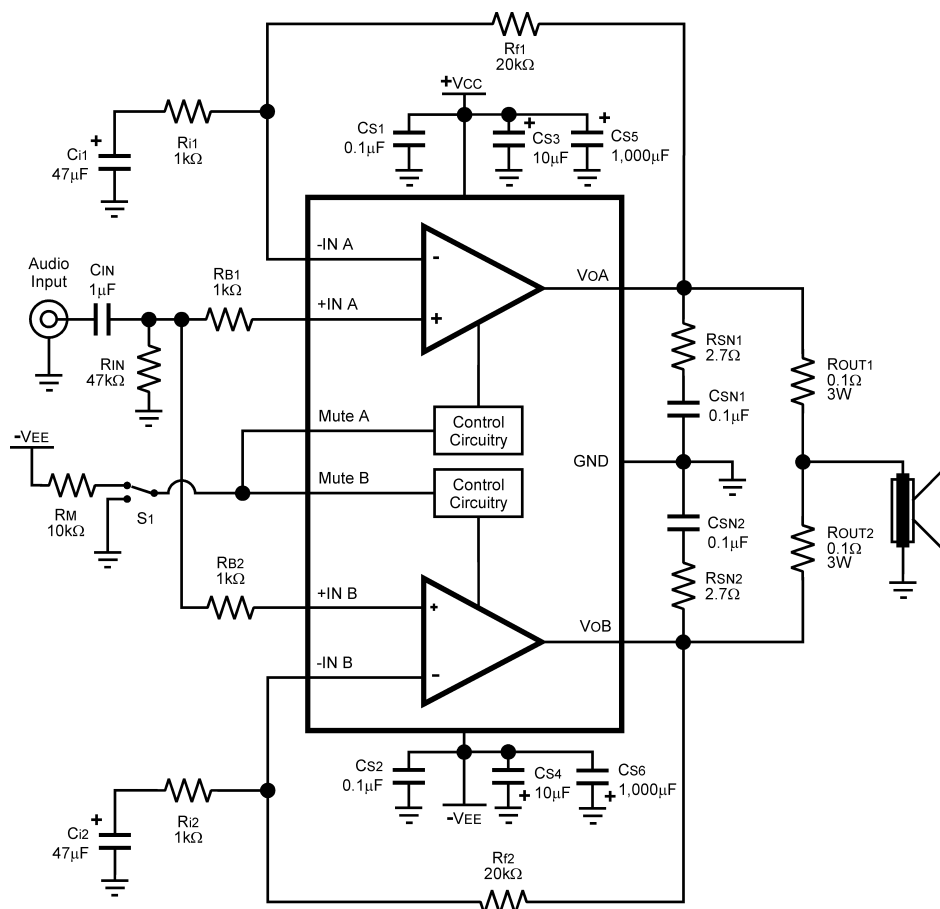 Rf1
20kΩ
+VCC
Ri1
1kΩ
Ci1
47µF
CS1
0.1µF
CS3
10µF
CS5
1,000µF
-IN A
-
Audio
Input
CIN
1µF
RB1
1kΩ
+IN A
+
VOA
RIN
47kΩ
RSN1
2.7Ω
ROUT1
0.1Ω
3W
CSN1
0.1µF
Mute A
Control
Circuitry
-VEE
GND
Mute B
Control
Circuitry
RM
10kΩ
S1
CSN2
0.1µF
ROUT2
0.1Ω
3W
RB2
1kΩ
RSN2
2.7Ω
+IN B
+
VOB
-IN B
-
CS2
0.1µF
CS4
10µF
CS6
1,000µF
-VEE
Ri2
1kΩ
Ci2
47µF
Rf2
20kΩ